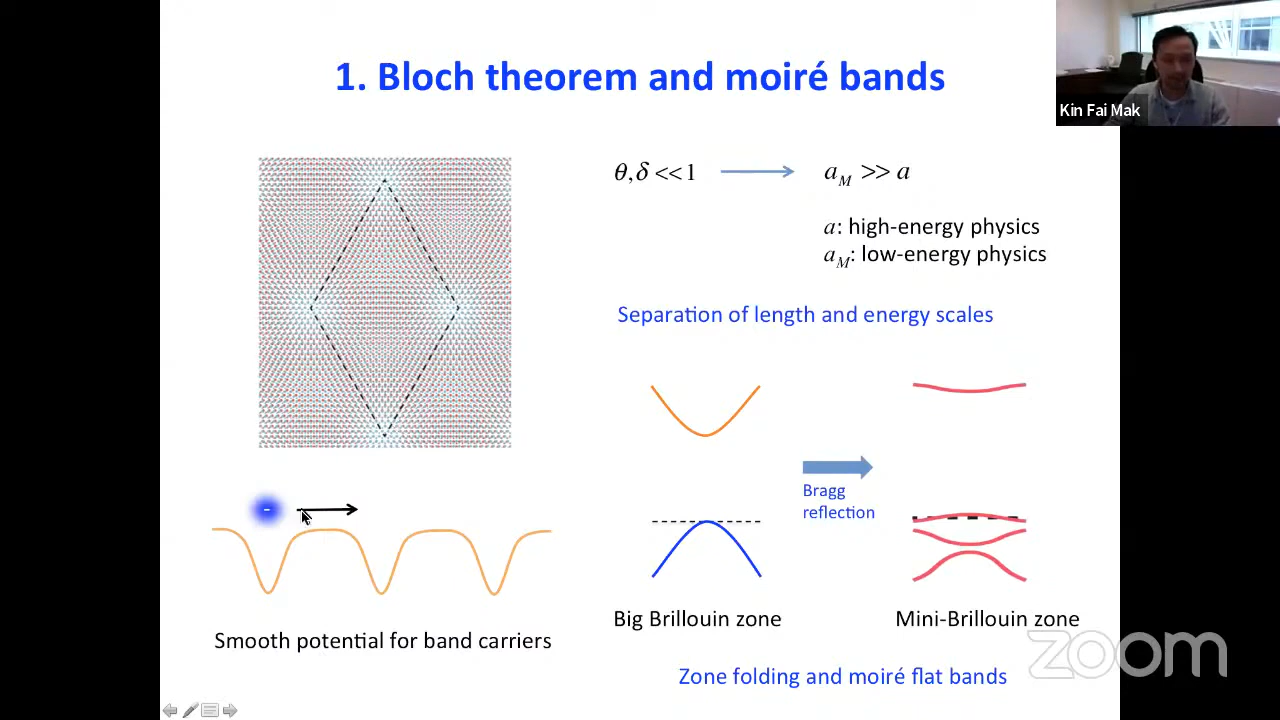 1. Bloch theorem and moiré bands
Kin Fai Mak
θ,δ <<1
a_M >> a
a: high-energy physics
a_M: low-energy physics
Separation of length and energy scales
-
Bragg
reflection
Big Brillouin zone
Mini-Brillouin zone
Smooth potential for band carriers
Zone folding and moiré flat bands
zoom